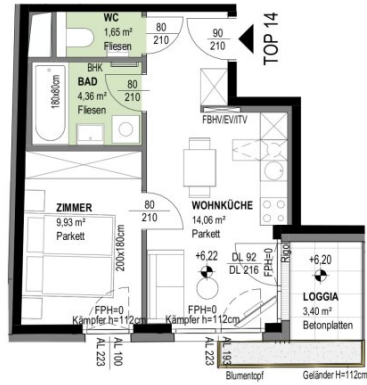 WC
1,65 m²
Fliesen
80
210
90
210
TOP 14
BHK
BAD
4,36 m²
Fliesen
180x80cm
80
210
FBHV/EV/ITV
ZIMMER
9,93 m²
Parkett
80
210
WOHNKÜCHE
14,06 m²
Parkett
200x180cm
+6,22
DL 92
DL 216
FPH=0
Rigol
+6,20
LOGGIA
3,40 m²
Betonplatten
FPH=0
Kämpfer h=112cm
FPH=0
Kämpfer h=112cm
AL 100
AL 223
AL 193
AL 223
Blumentopf
Geländer H=112cm